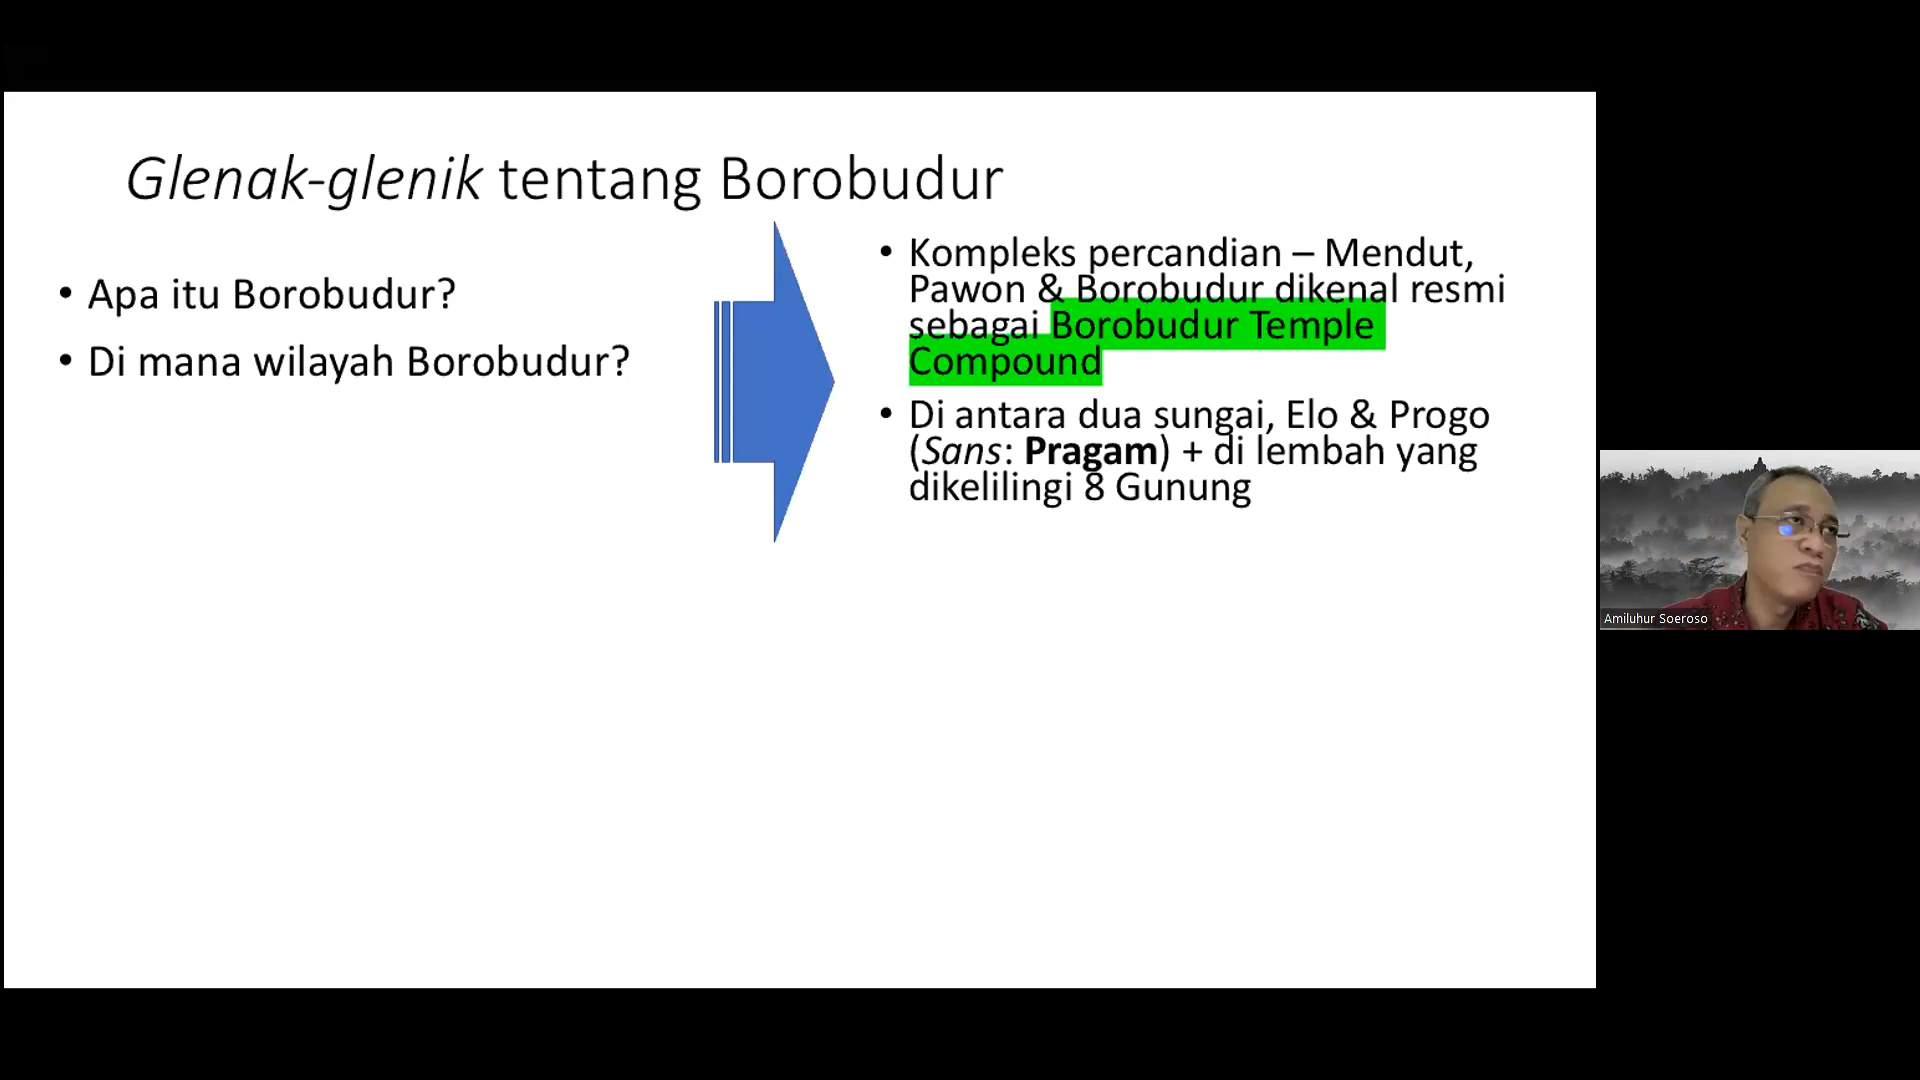 Glenak-glenik tentang Borobudur
• Apa itu Borobudur?
• Di mana wilayah Borobudur?
• Kompleks percandian – Mendut,
Pawon & Borobudur dikenal resmi
sebagai Borobudur Temple
Compound
• Di antara dua sungai, Elo & Progo
(Sans: Pragam) + di lembah yang
dikelilingi 8 Gunung
Amiluhur Soeroso